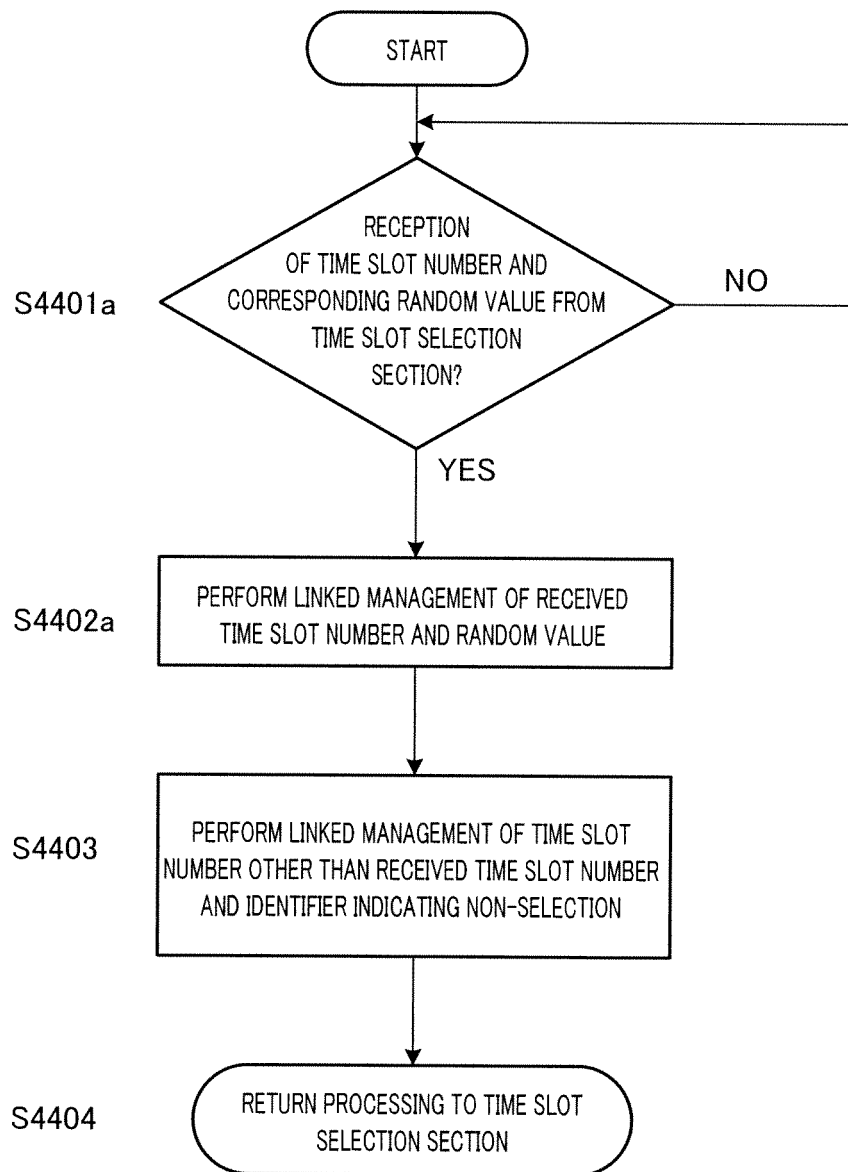 START
RECEPTION
OF TIME SLOT NUMBER AND
CORRESPONDING RANDOM VALUE FROM
TIME SLOT SELECTION
SECTION?
S4401a
NO
YES
S4402a
PERFORM LINKED MANAGEMENT OF RECEIVED
TIME SLOT NUMBER AND RANDOM VALUE
S4403
PERFORM LINKED MANAGEMENT OF TIME SLOT
NUMBER OTHER THAN RECEIVED TIME SLOT NUMBER
AND IDENTIFIER INDICATING NON-SELECTION
S4404
RETURN PROCESSING TO TIME SLOT
SELECTION SECTION